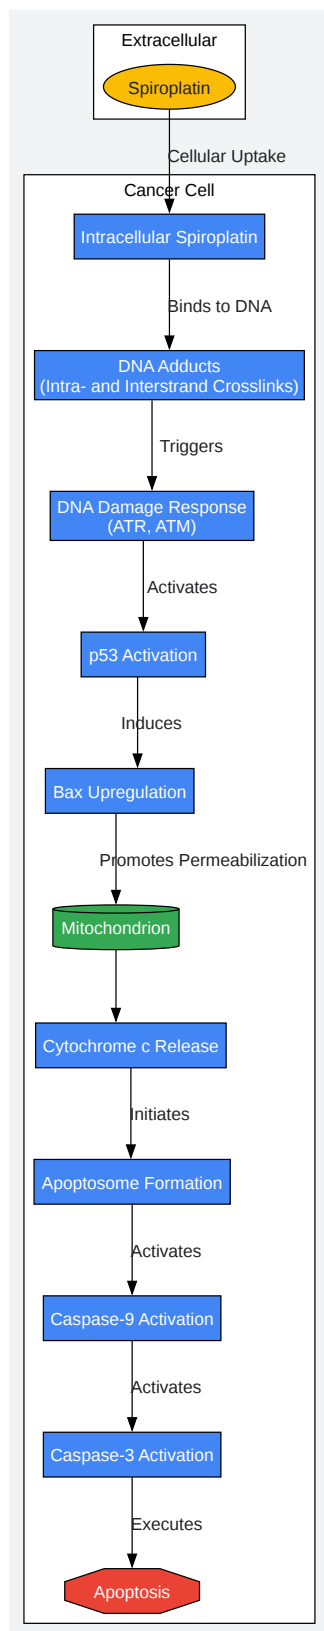 Extracellular
Spiroplatin
Cellular Uptake
Cancer Cell
Intracellular Spiroplatin
Binds to DNA
DNA Adducts
(Intra- and Interstrand Crosslinks)
Triggers
DNA Damage Response
(ATR, ATM)
Activates
p53 Activation
Induces
Bax Upregulation
Promotes Permeabilization
Mitochondrion
Cytochrome c Release
Initiates
Apoptosome Formation
Activates
Caspase-9 Activation
Activates
Caspase-3 Activation
Executes
Apoptosis